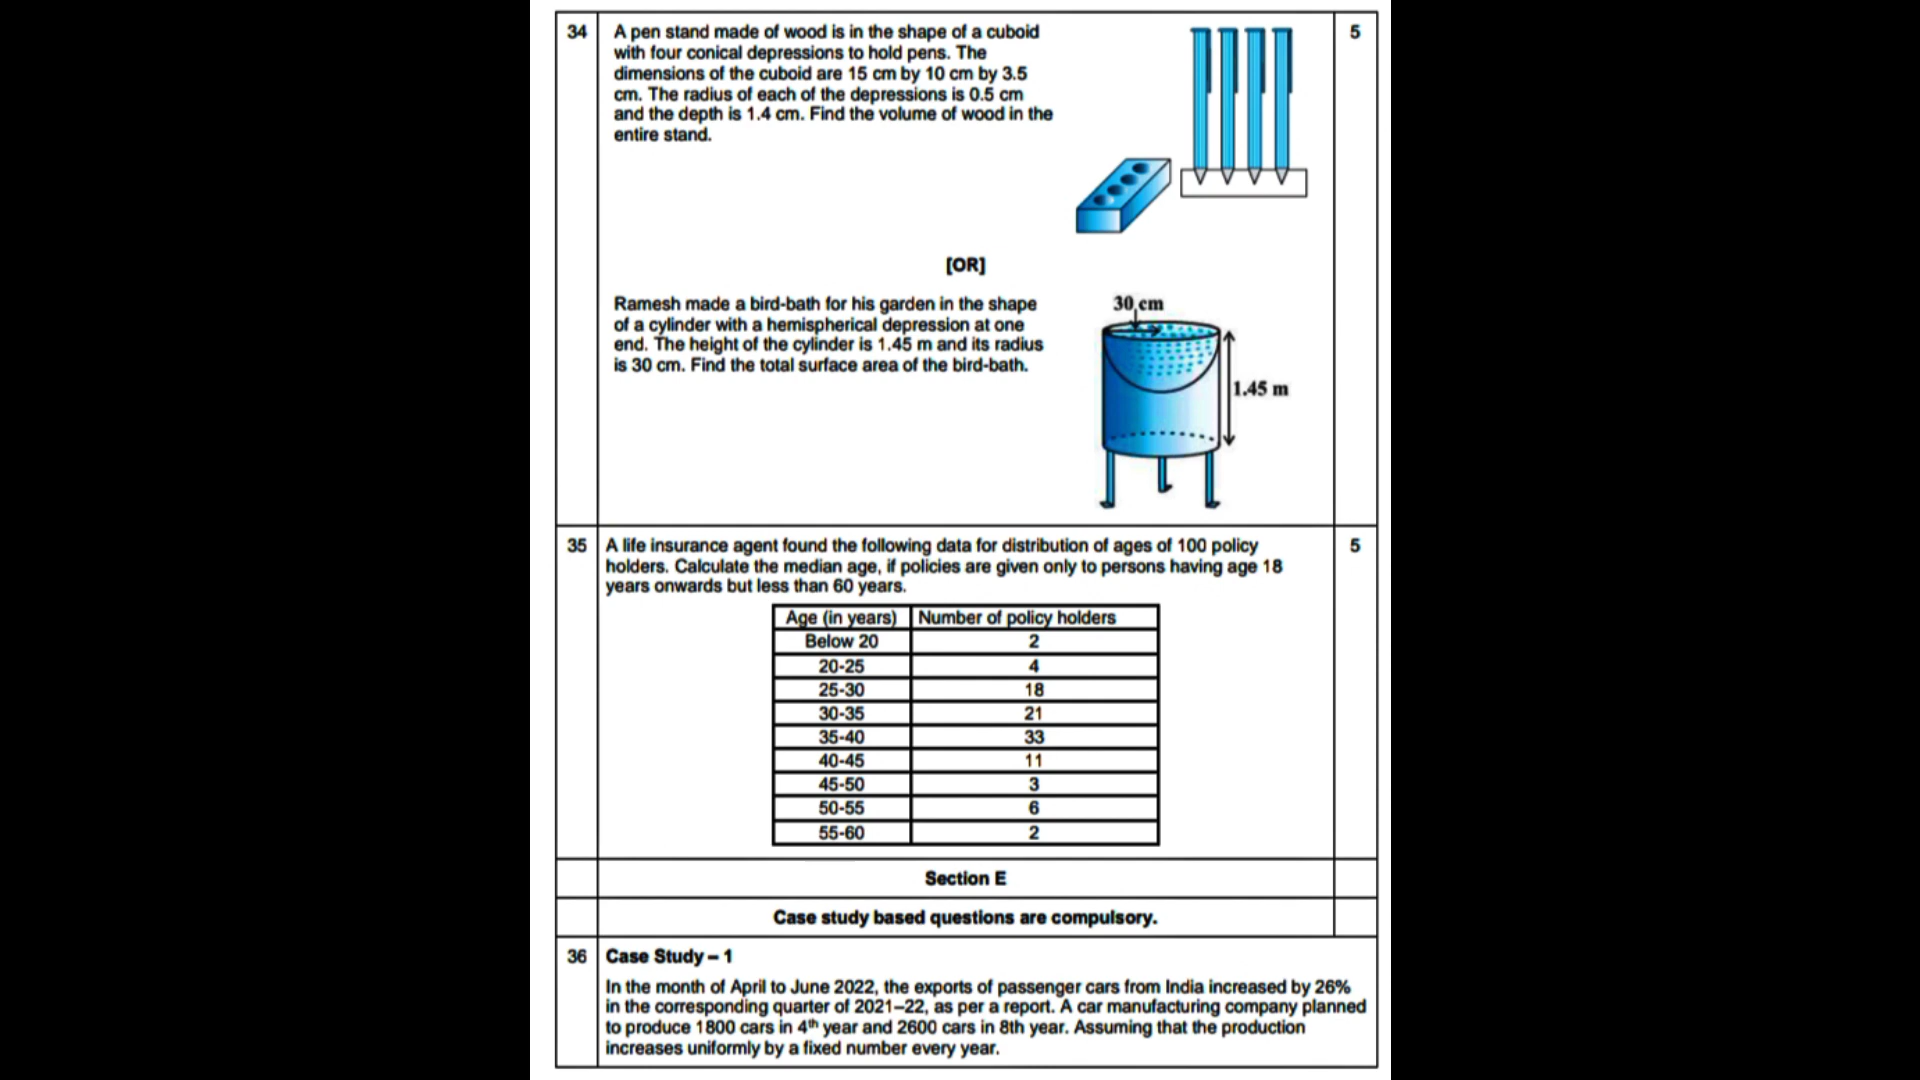 34 A pen stand made of wood is in the shape of a cuboid 5
with four conical depressions to hold pens. The
dimensions of the cuboid are 15 cm by 10 cm by 3.5
cm. The radius of each of the depressions is 0.5 cm
and the depth is 1.4 cm. Find the volume of wood in the
entire stand.
[OR]
Ramesh made a bird-bath for his garden in the shape
of a cylinder with a hemispherical depression at one
end. The height of the cylinder is 1.45 m and its radius
is 30 cm. Find the total surface area of the bird-bath.
30 cm
1.45 m
35 A life insurance agent found the following data for distribution of ages of 100 policy 5
holders. Calculate the median age, if policies are given only to persons having age 18
years onwards but less than 60 years.
Age (in years) Number of policy holders
Below 20 2
20-25 4
25-30 18
30-35 21
35-40 33
40-45 11
45-50 3
50-55 6
55-60 2
Section E
Case study based questions are compulsory.
36 Case Study – 1
In the month of April to June 2022, the exports of passenger cars from India increased by 26%
in the corresponding quarter of 2021–22, as per a report. A car manufacturing company planned
to produce 1800 cars in 4th year and 2600 cars in 8th year. Assuming that the production
increases uniformly by a fixed number every year.